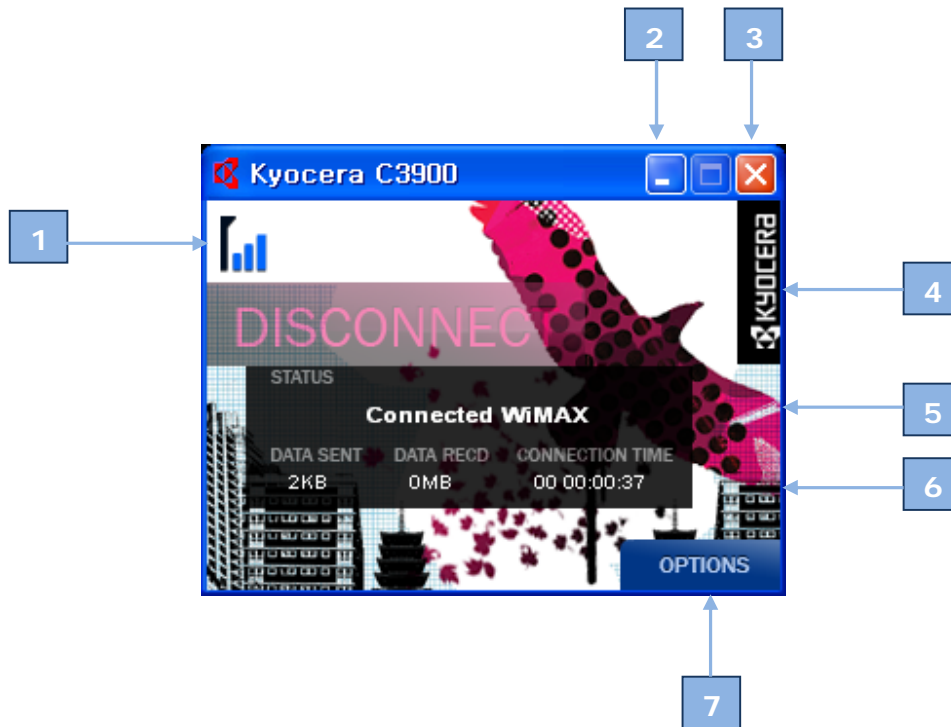 2 3
Kyocera C3900
1
KYOCERA
4
DISCONNECT
STATUS
Connected WiMAX
5
DATA SENT DATA RECD CONNECTION TIME
2KB 0MB 00 00:00:37
6
OPTIONS
7